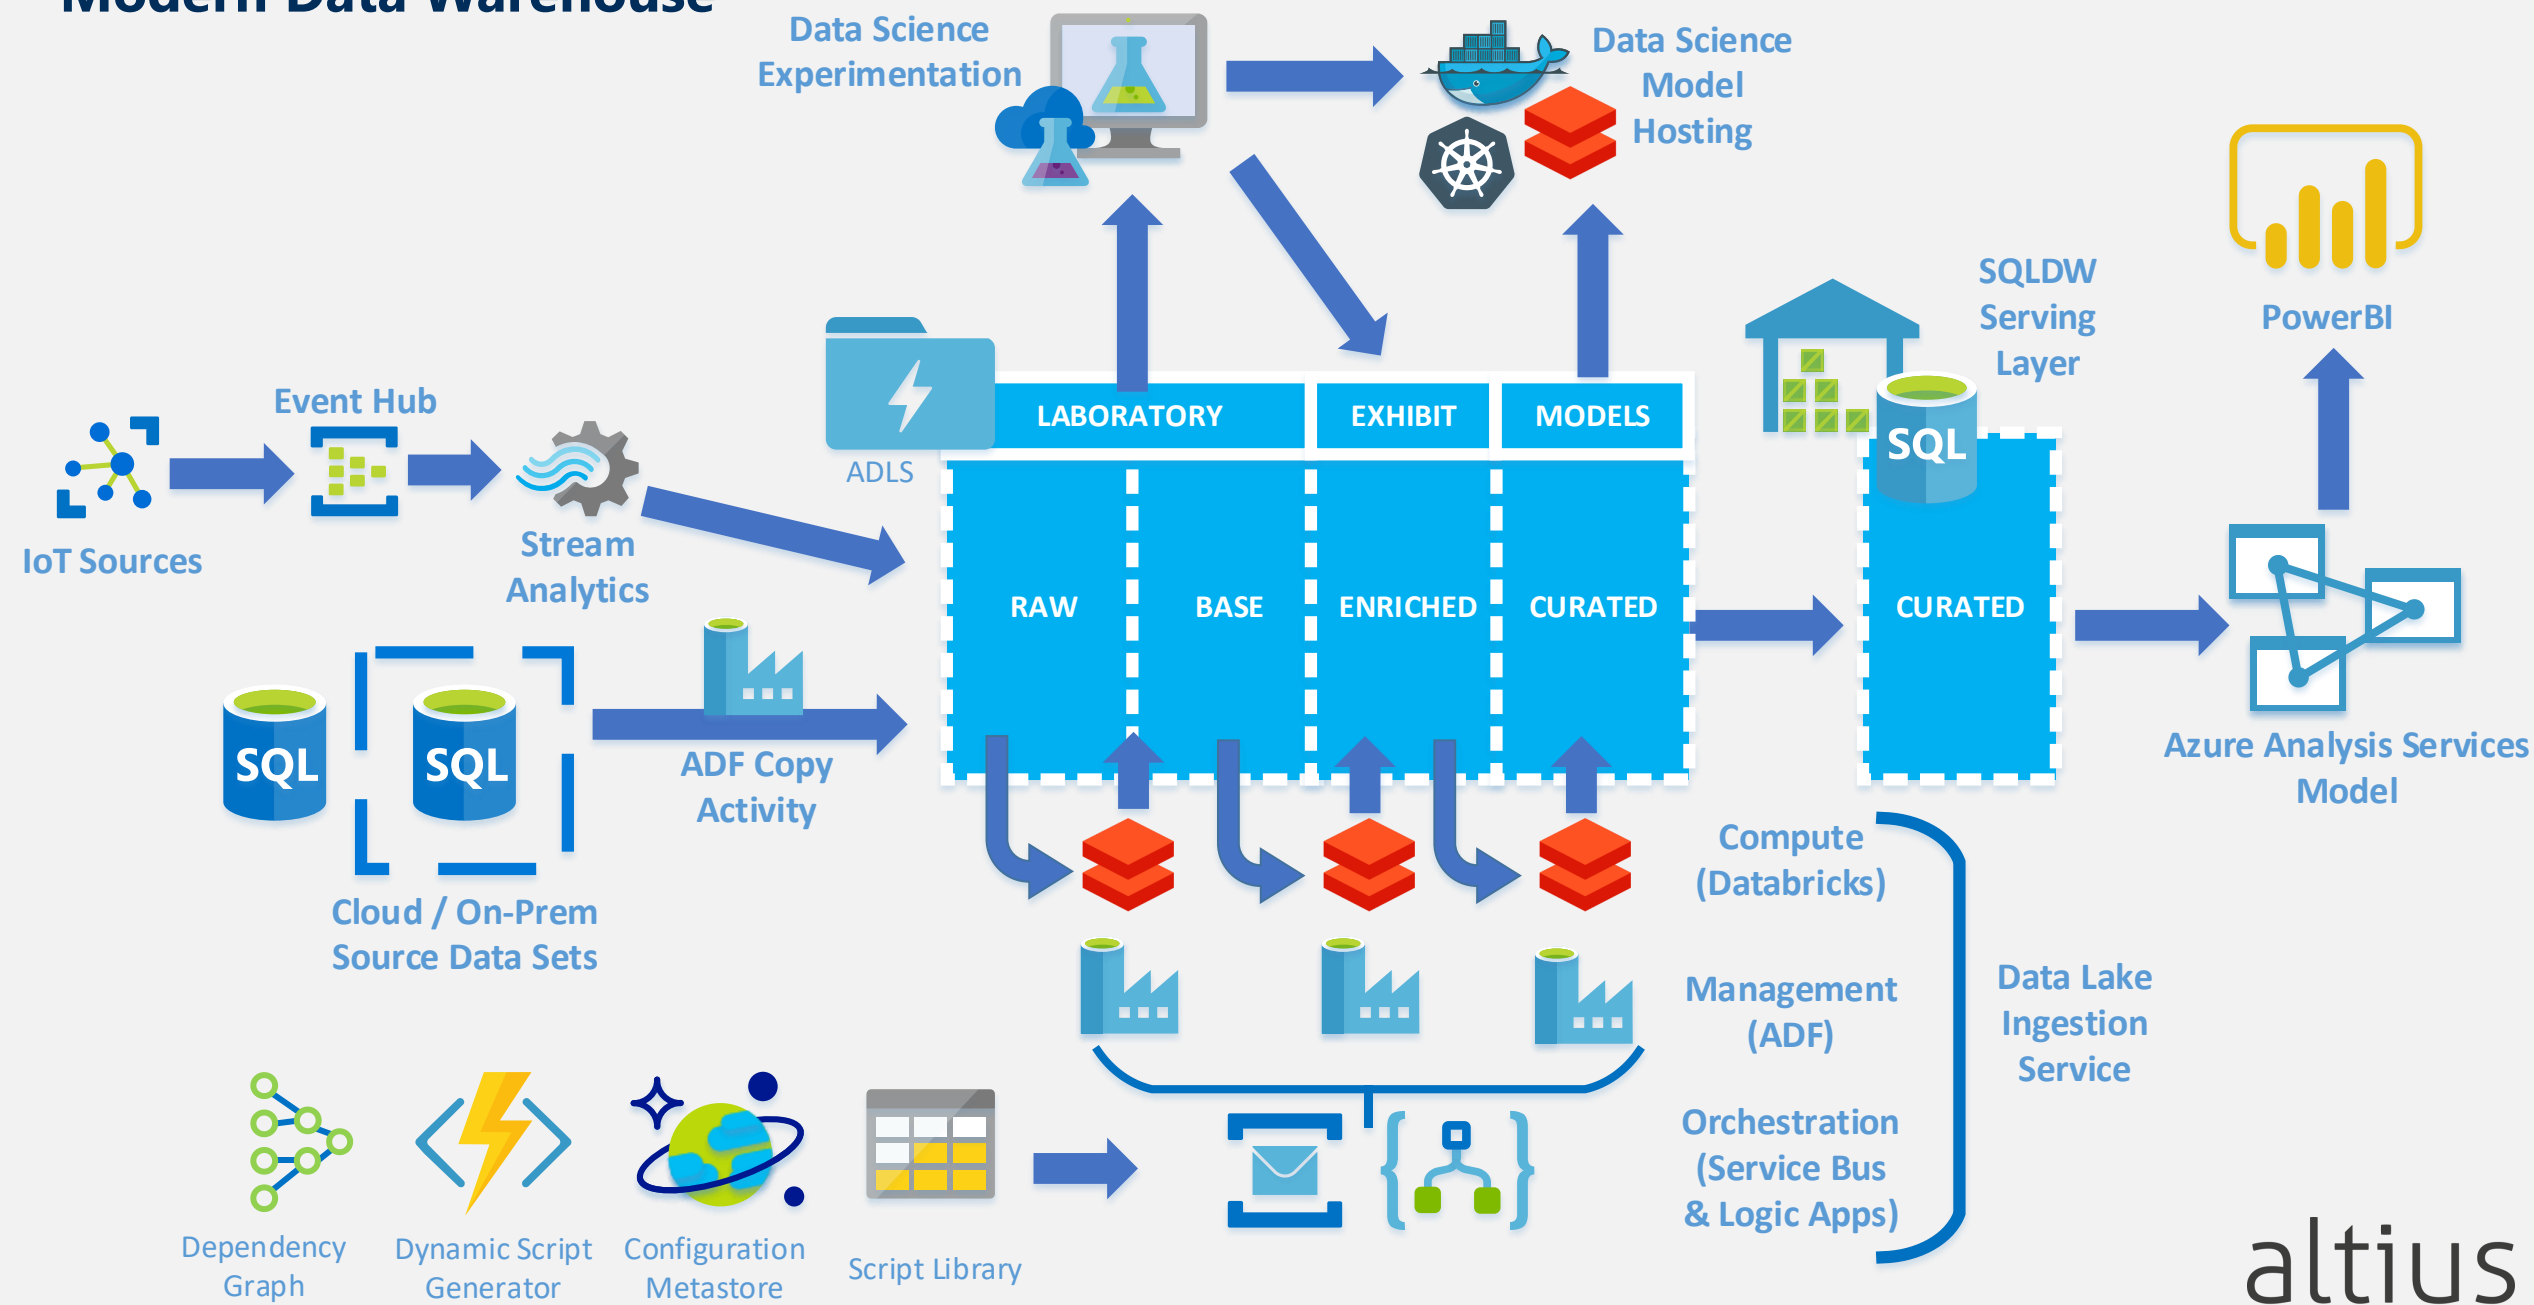 Modern Data Warehouse
Data Science
Experimentation
Data Science
Model
Hosting
SQLDW
Serving
Layer
PowerBI
Event Hub
IoT Sources
Stream
Analytics
ADLS
LABORATORY
EXHIBIT
MODELS
SQL
RAW
BASE
ENRICHED
CURATED
CURATED
SQL
SQL
ADF Copy
Activity
Cloud / On-Prem
Source Data Sets
Azure Analysis Services
Model
Compute
(Databricks)
Management
(ADF)
Orchestration
(Service Bus
& Logic Apps)
Data Lake
Ingestion
Service
Dependency
Graph
Dynamic Script
Generator
Configuration
Metastore
Script Library
altius